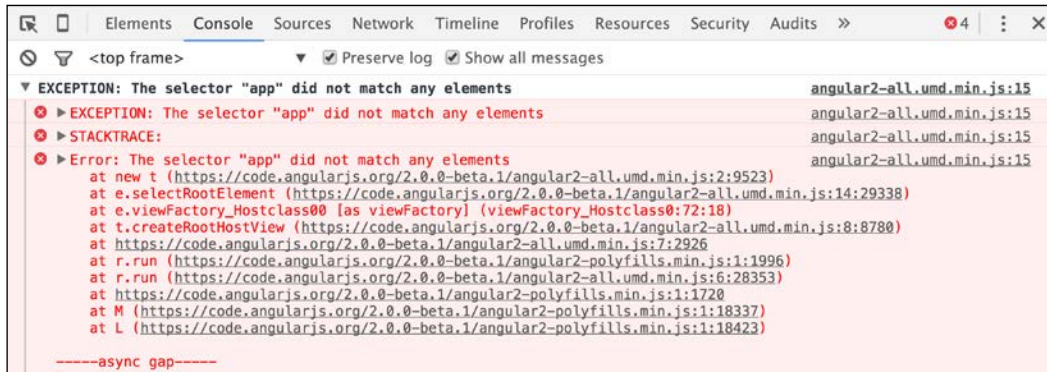 Elements Console Sources Network Timeline Profiles Resources Security Audits » 4
<top frame> Preserve log Show all messages
EXCEPTION: The selector "app" did not match any elements angular2-all.umd.min.js:15
EXCEPTION: The selector "app" did not match any elements angular2-all.umd.min.js:15
STACKTRACE: angular2-all.umd.min.js:15
Error: The selector "app" did not match any elements angular2-all.umd.min.js:15
at new t (https://code.angularjs.org/2.0.0-beta.1/angular2-all.umd.min.js:2:9523)
at e.selectRootElement (https://code.angularjs.org/2.0.0-beta.1/angular2-all.umd.min.js:14:29338)
at e.viewFactory_Hostclass00 [as viewFactory] (viewFactory_Hostclass0:72:18)
at t.createRootHostView (https://code.angularjs.org/2.0.0-beta.1/angular2-all.umd.min.js:8:8780)
at https://code.angularjs.org/2.0.0-beta.1/angular2-all.umd.min.js:7:2926
at r.run (https://code.angularjs.org/2.0.0-beta.1/angular2-polyfills.min.js:1:1996)
at r.run (https://code.angularjs.org/2.0.0-beta.1/angular2-all.umd.min.js:6:28353)
at https://code.angularjs.org/2.0.0-beta.1/angular2-polyfills.min.js:1:1720
at M (https://code.angularjs.org/2.0.0-beta.1/angular2-polyfills.min.js:1:18337)
at L (https://code.angularjs.org/2.0.0-beta.1/angular2-polyfills.min.js:1:18423)
-----async gap-----